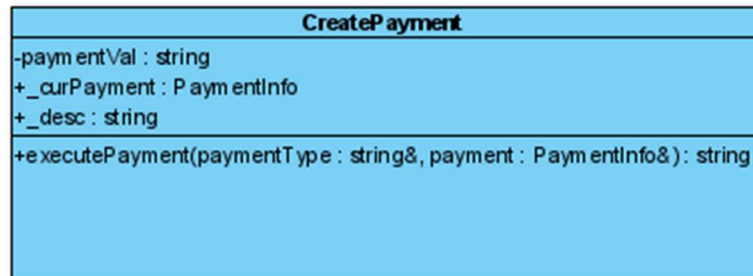 CreatePayment
-paymentVal : string
+_curPayment : PaymentInfo
+_desc : string
+executePayment(paymentType : string&, payment : PaymentInfo&) : string